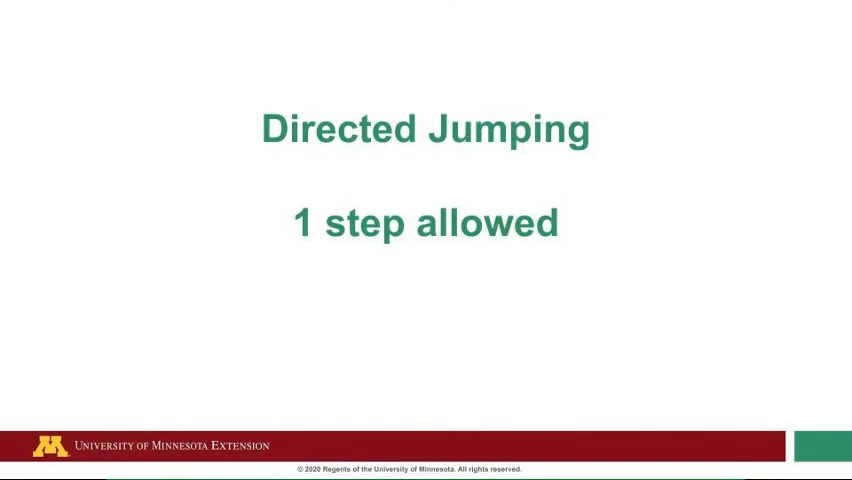 Directed Jumping
1 step allowed
UNIVERSITY OF MINNESOTA EXTENSION
© 2020 Regents of the University of Minnesota. All rights reserved.